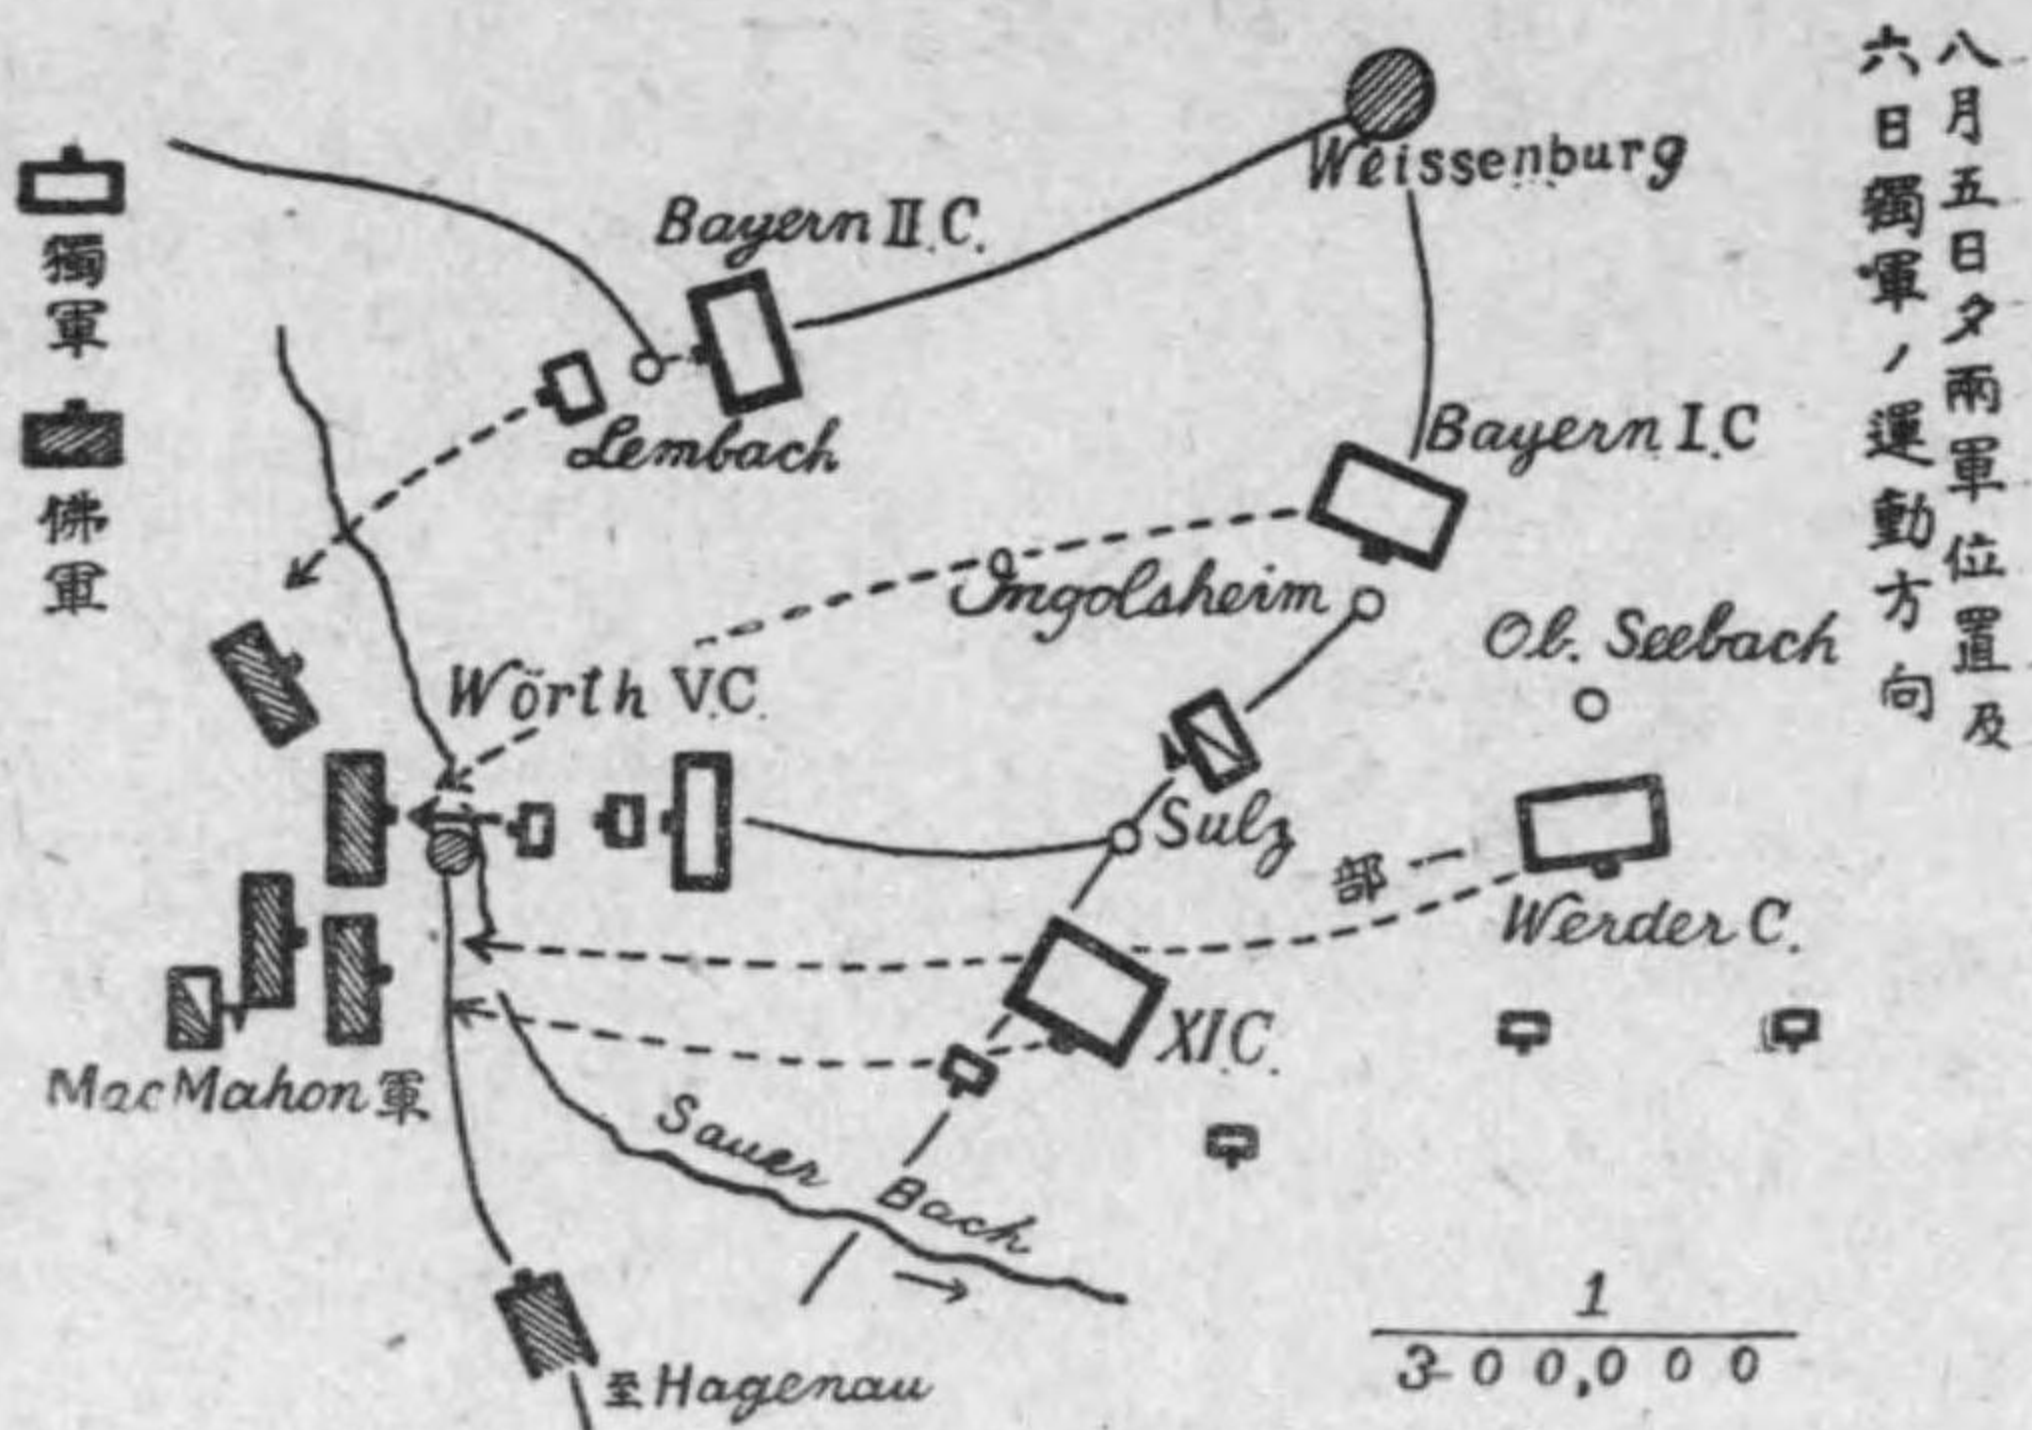 八月五日夕兩軍位置及
六日獨軍ノ運動方向
獨軍
佛軍
Weissenburg
Bayern II.C.
Lembach
Bayern I.C
Ingolsheim
Ob. Seebach
Wörth V.C.
Sulz
部一
Werder C.
XI.C.
MacMahon軍
Sauer Bach
至Hagenau
1
300,000